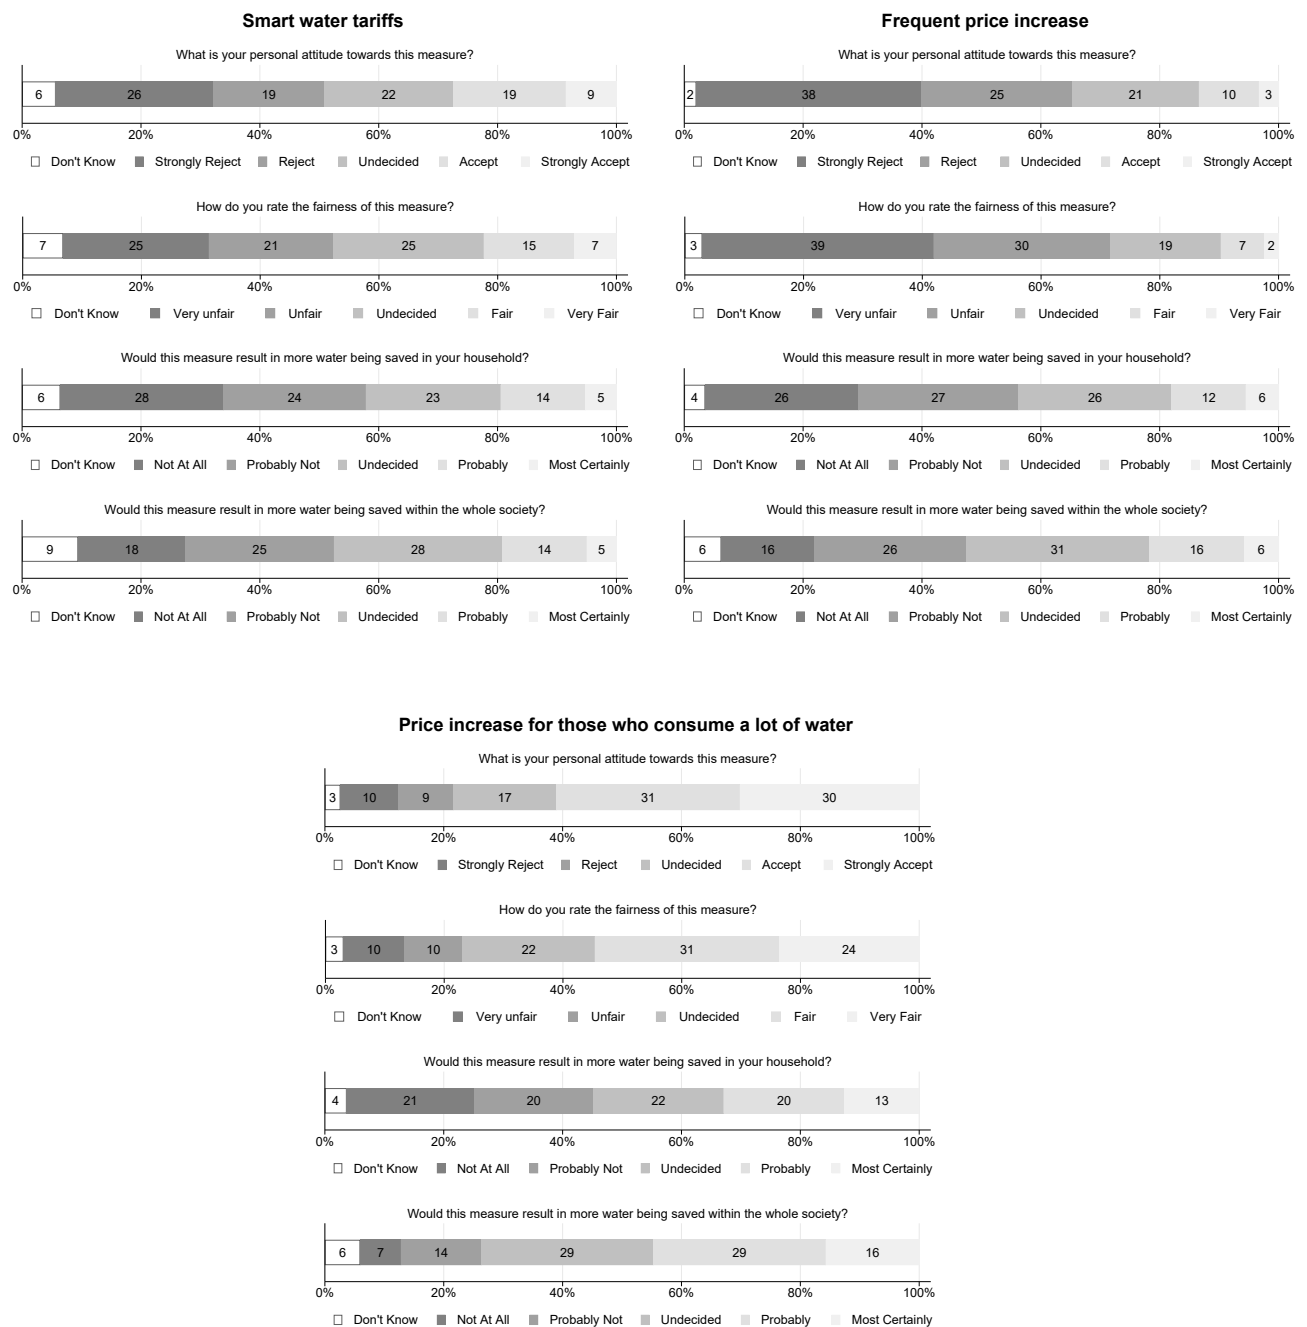 Smart water tariffs
What is your personal attitude towards this measure?
6 26 19 22 19 9
0% 20% 40% 60% 80% 100%
Don't Know Strongly Reject Reject Undecided Accept Strongly Accept
How do you rate the fairness of this measure?
7 25 21 25 15 7
0% 20% 40% 60% 80% 100%
Don't Know Very unfair Unfair Undecided Fair Very Fair
Would this measure result in more water being saved in your household?
6 28 24 23 14 5
0% 20% 40% 60% 80% 100%
Don't Know Not At All Probably Not Undecided Probably Most Certainly
Would this measure result in more water being saved within the whole society?
9 18 25 28 14 5
0% 20% 40% 60% 80% 100%
Don't Know Not At All Probably Not Undecided Probably Most Certainly
Frequent price increase
What is your personal attitude towards this measure?
2 38 25 21 10 3
0% 20% 40% 60% 80% 100%
Don't Know Strongly Reject Reject Undecided Accept Strongly Accept
How do you rate the fairness of this measure?
3 39 30 19 7 2
0% 20% 40% 60% 80% 100%
Don't Know Very unfair Unfair Undecided Fair Very Fair
Would this measure result in more water being saved in your household?
4 26 27 26 12 6
0% 20% 40% 60% 80% 100%
Don't Know Not At All Probably Not Undecided Probably Most Certainly
Would this measure result in more water being saved within the whole society?
6 16 26 31 16 6
0% 20% 40% 60% 80% 100%
Don't Know Not At All Probably Not Undecided Probably Most Certainly
Price increase for those who consume a lot of water
What is your personal attitude towards this measure?
3 10 9 17 31 30
0% 20% 40% 60% 80% 100%
Don't Know Strongly Reject Reject Undecided Accept Strongly Accept
How do you rate the fairness of this measure?
3 10 10 22 31 24
0% 20% 40% 60% 80% 100%
Don't Know Very unfair Unfair Undecided Fair Very Fair
Would this measure result in more water being saved in your household?
4 21 20 22 20 13
0% 20% 40% 60% 80% 100%
Don't Know Not At All Probably Not Undecided Probably Most Certainly
Would this measure result in more water being saved within the whole society?
6 7 14 29 29 16
0% 20% 40% 60% 80% 100%
Don't Know Not At All Probably Not Undecided Probably Most Certainly